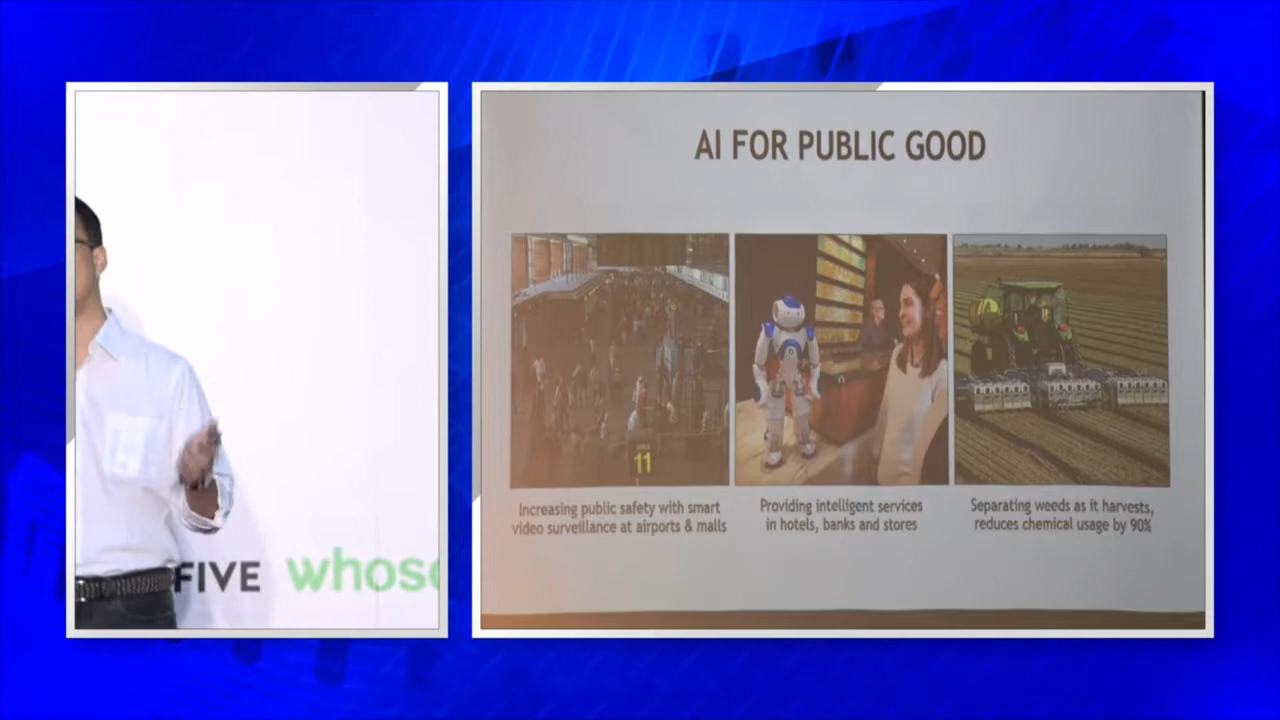 AI FOR PUBLIC GOOD
11
Increasing public safety with smart
video surveillance at airports & malls
Providing intelligent services
in hotels, banks and stores
Separating weeds as it harvests,
reduces chemical usage by 90%
FIVE